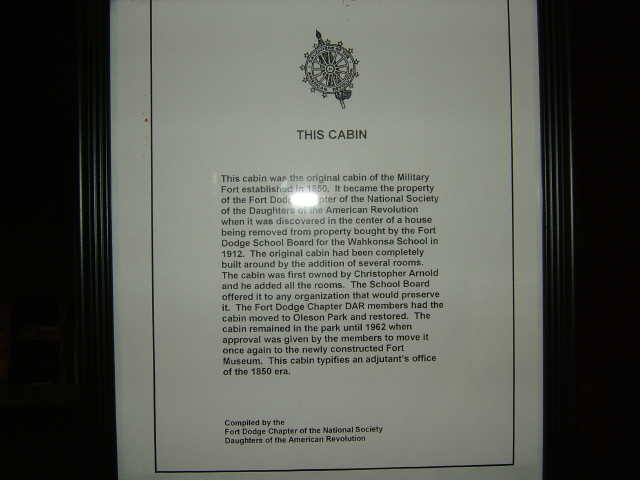 THIS CABIN
This cabin was the original cabin of the Military
Fort established in 1850. It became the property
of the Fort Dodge Chapter of the National Society
of the Daughters of the American Revolution
when it was discovered in the center of a house
being removed from property bought by the Fort
Dodge School Board for the Wahkonsa School in
1912. The original cabin had been completely
built around by the addition of several rooms.
The cabin was first owned by Christopher Arnold
and he added all the rooms. The School Board
offered it to any organization that would preserve
it. The Fort Dodge Chapter DAR members had the
cabin moved to Oleson Park and restored. The
cabin remained in the park until 1962 when
approval was given by the members to move it
once again to the newly constructed Fort
Museum. This cabin typifies an adjutant's office
of the 1850 era.
Compiled by the
Fort Dodge Chapter of the National Society
Daughters of the American Revolution